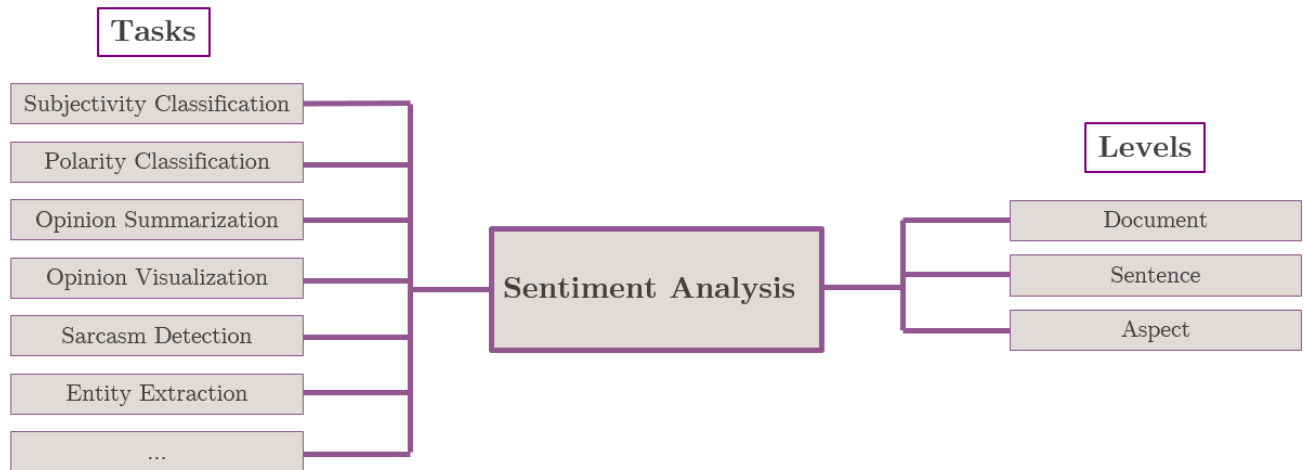 Tasks
Subjectivity Classification
Polarity Classification
Opinion Summarization
Opinion Visualization
Sarcasm Detection
Entity Extraction
...
Sentiment Analysis
Levels
Document
Sentence
Aspect